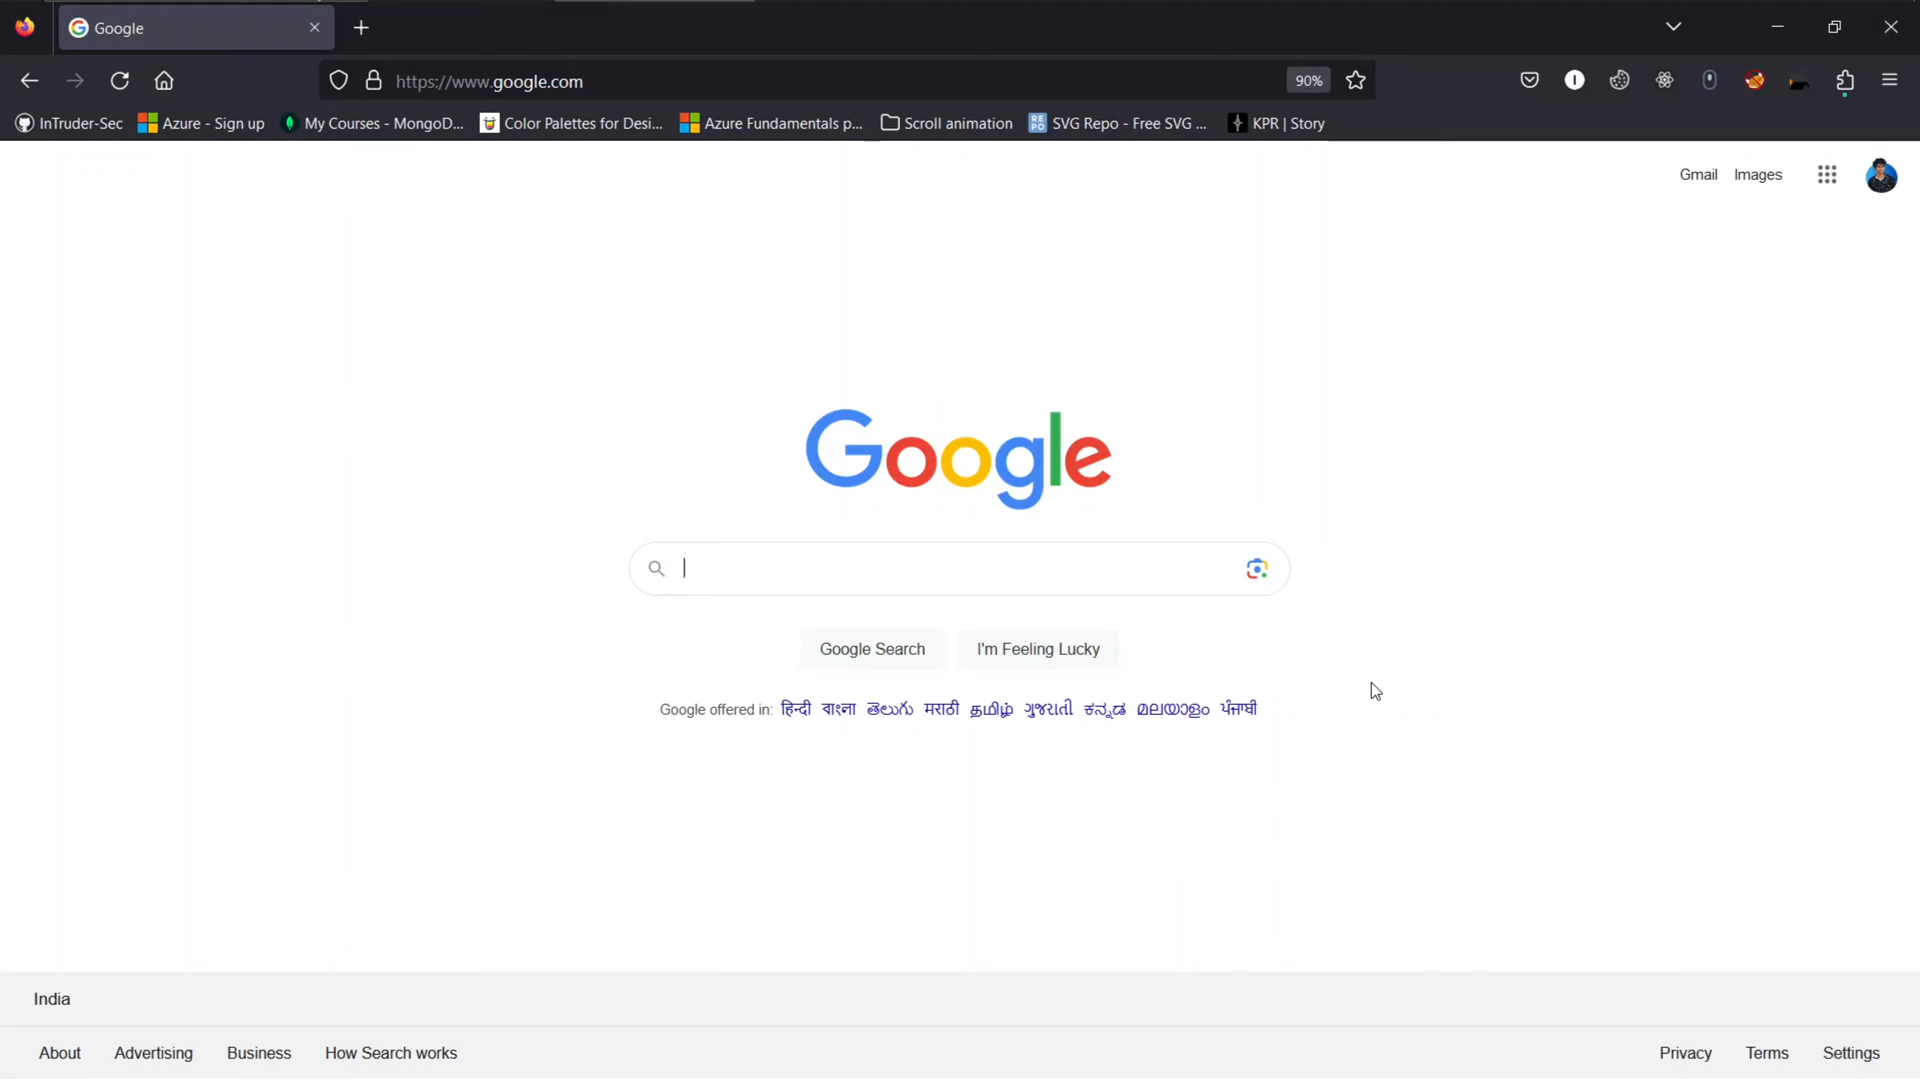 Google
https://www.google.com
90%
InTruder-Sec
Azure - Sign up
My Courses - MongoD...
Color Palettes for Desi...
Azure Fundamentals p...
Scroll animation
SVG Repo - Free SVG ...
KPR | Story
Gmail
Images
Google
Google Search
I'm Feeling Lucky
Google offered in: हिन्दी বাংলা తెలుగు मराठी தமிழ் ગુજરાતી ಕನ್ನಡ മലയാളം ਪੰਜਾਬੀ
India
About
Advertising
Business
How Search works
Privacy
Terms
Settings